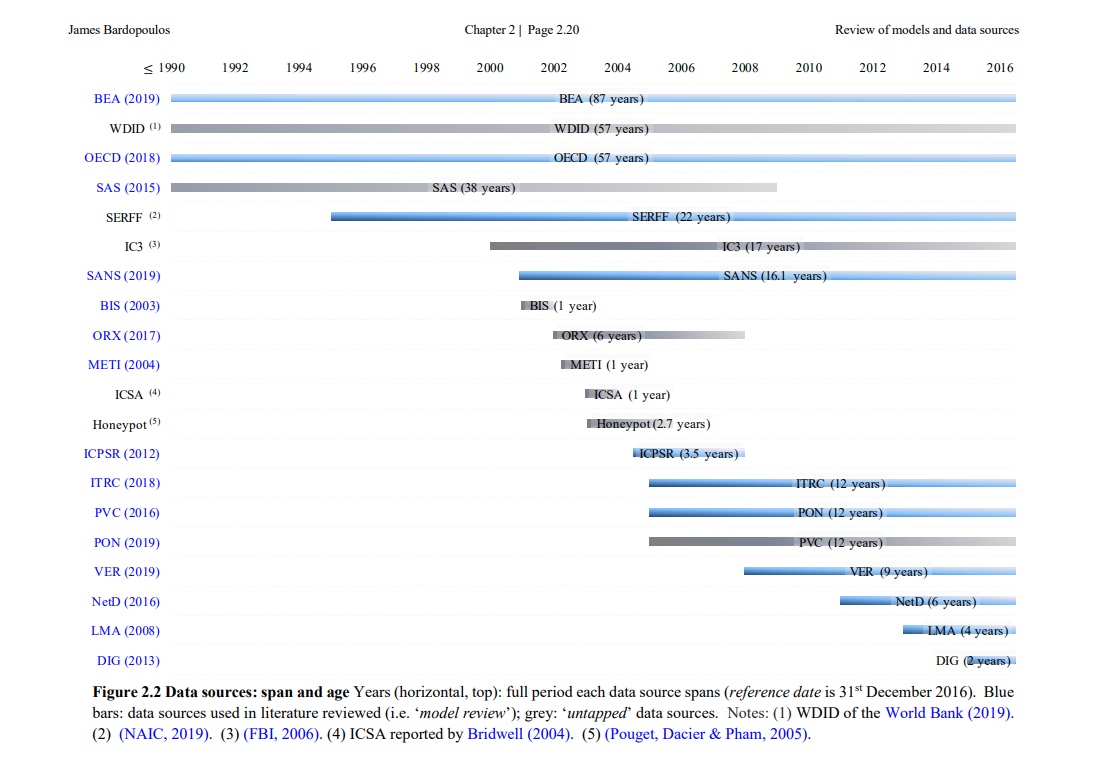 James Bardopoulos Chapter 2 | Page 2.20 Review of models and data sources
≤ 1990 1992 1994 1996 1998 2000 2002 2004 2006 2008 2010 2012 2014 2016
BEA (2019) BEA (87 years)
WDID (1) WDID (57 years)
OECD (2018) OECD (57 years)
SAS (2015) SAS (38 years)
SERFF (2) SERFF (22 years)
IC3 (3) IC3 (17 years)
SANS (2019) SANS (16.1 years)
BIS (2003) BIS (1 year)
ORX (2017) ORX (6 years)
METI (2004) METI (1 year)
ICSA (4) ICSA (1 year)
Honeypot (5) Honeypot (2.7 years)
ICPSR (2012) ICPSR (3.5 years)
ITRC (2018) ITRC (12 years)
PVC (2016) PON (12 years)
PON (2019) PVC (12 years)
VER (2019) VER (9 years)
NetD (2016) NetD (6 years)
LMA (2008) LMA (4 years)
DIG (2013) DIG (2 years)
Figure 2.2 Data sources: span and age Years (horizontal, top): full period each data source spans (reference date is 31st December 2016). Blue
bars: data sources used in literature reviewed (i.e. ‘model review’); grey: ‘untapped’ data sources. Notes: (1) WDID of the World Bank (2019).
(2) (NAIC, 2019). (3) (FBI, 2006). (4) ICSA reported by Bridwell (2004). (5) (Pouget, Dacier & Pham, 2005).